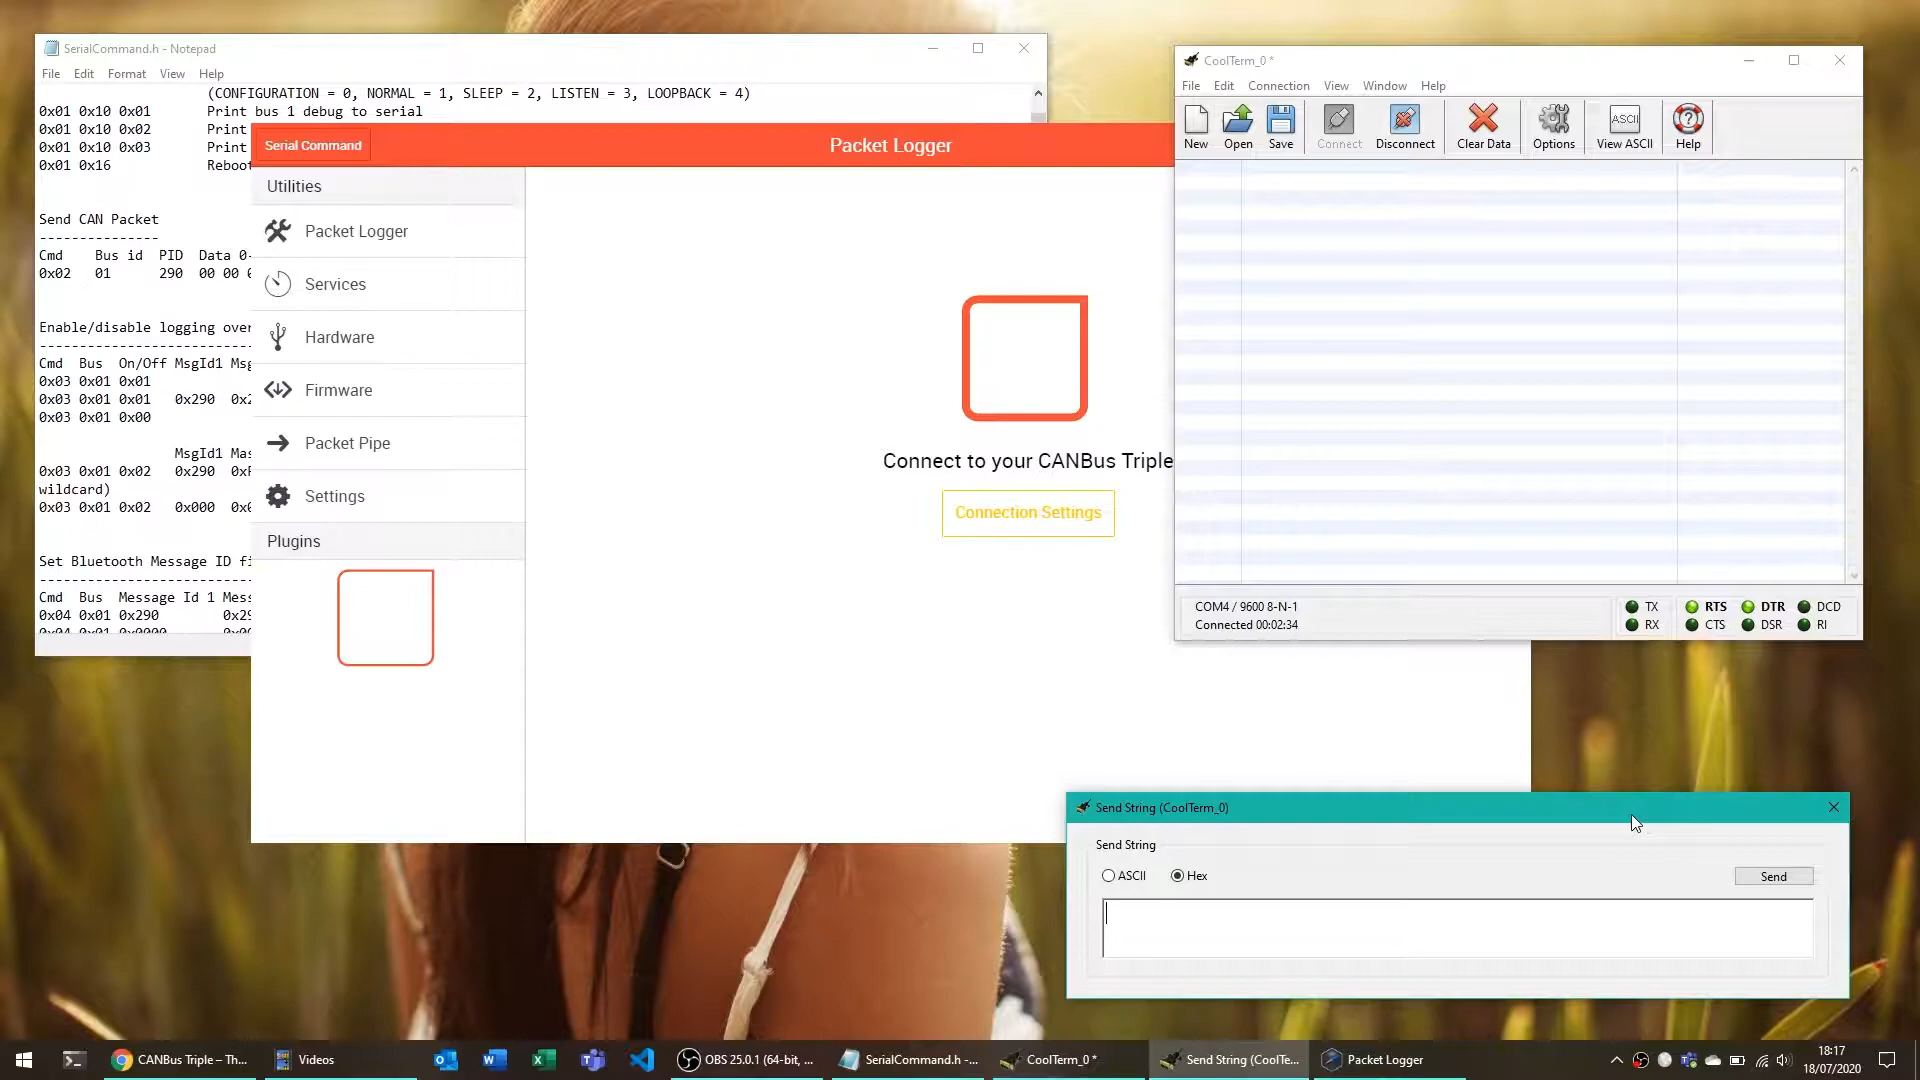 SerialCommand.h - Notepad
File Edit Format View Help
(CONFIGURATION = 0, NORMAL = 1, SLEEP = 2, LISTEN = 3, LOOPBACK = 4)
0x01 0x10 0x01 Print bus 1 debug to serial
0x01 0x10 0x02 Print
0x01 0x10 0x03 Print
0x01 0x16 Reboot
Send CAN Packet
---------------
Cmd Bus id PID Data 0-
0x02 01 290 00 00
Enable/disable logging over
Cmd Bus On/Off MsgId1
0x03 0x01 0x01
0x03 0x01 0x01 0x290
0x03 0x01 0x00
MsgId1
0x03 0x01 0x02 0x290
wildcard)
0x03 0x01 0x02 0x000
Set Bluetooth Message ID
Cmd Bus Message Id 1
0x04 0x01 0x290
0x04 0x01 0x0000
Serial Command
Packet Logger
Utilities
Packet Logger
Services
Hardware
Firmware
Packet Pipe
Settings
Plugins
Connect to your CANBus Triple
Connection Settings
CoolTerm_0 *
File Edit Connection View Window Help
New Open Save Connect Disconnect Clear Data Options ASCII View ASCII Help
COM4 / 9600 8-N-1
Connected 00:02:34
TX RTS DTR DCD
RX CTS DSR RI
Send String (CoolTerm_0)
Send String
ASCII Hex Send
CANBus Triple – Th... Videos OBS 25.0.1 (64-bit, ... SerialCommand.h -... CoolTerm_0 * Send String (CoolTe... Packet Logger
18:17
18/07/2020